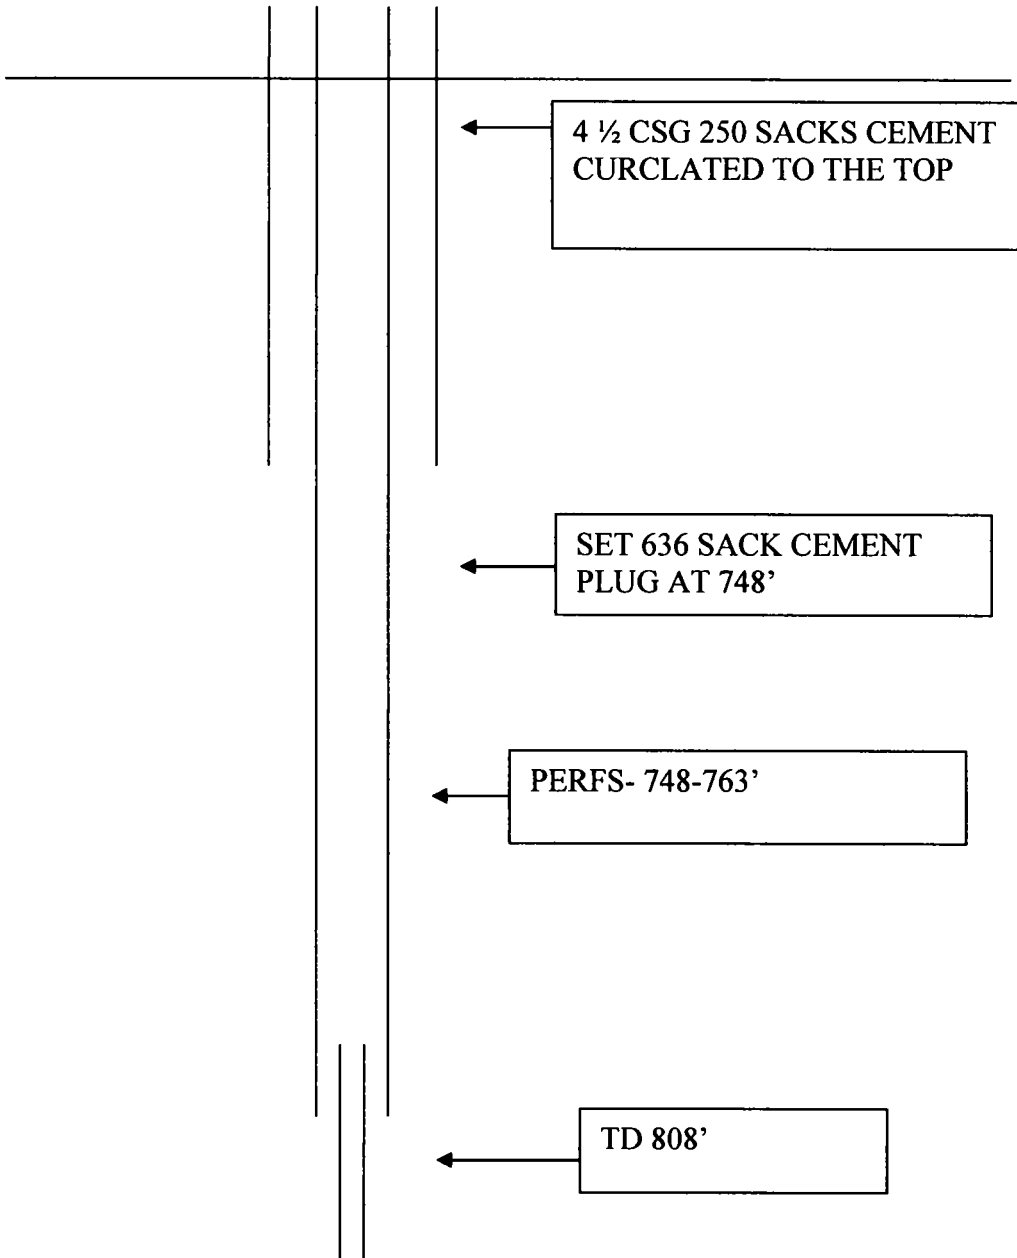 4 ½ CSG 250 SACKS CEMENT
CURCLATED TO THE TOP
SET 636 SACK CEMENT
PLUG AT 748’
PERFS- 748-763’
TD 808’